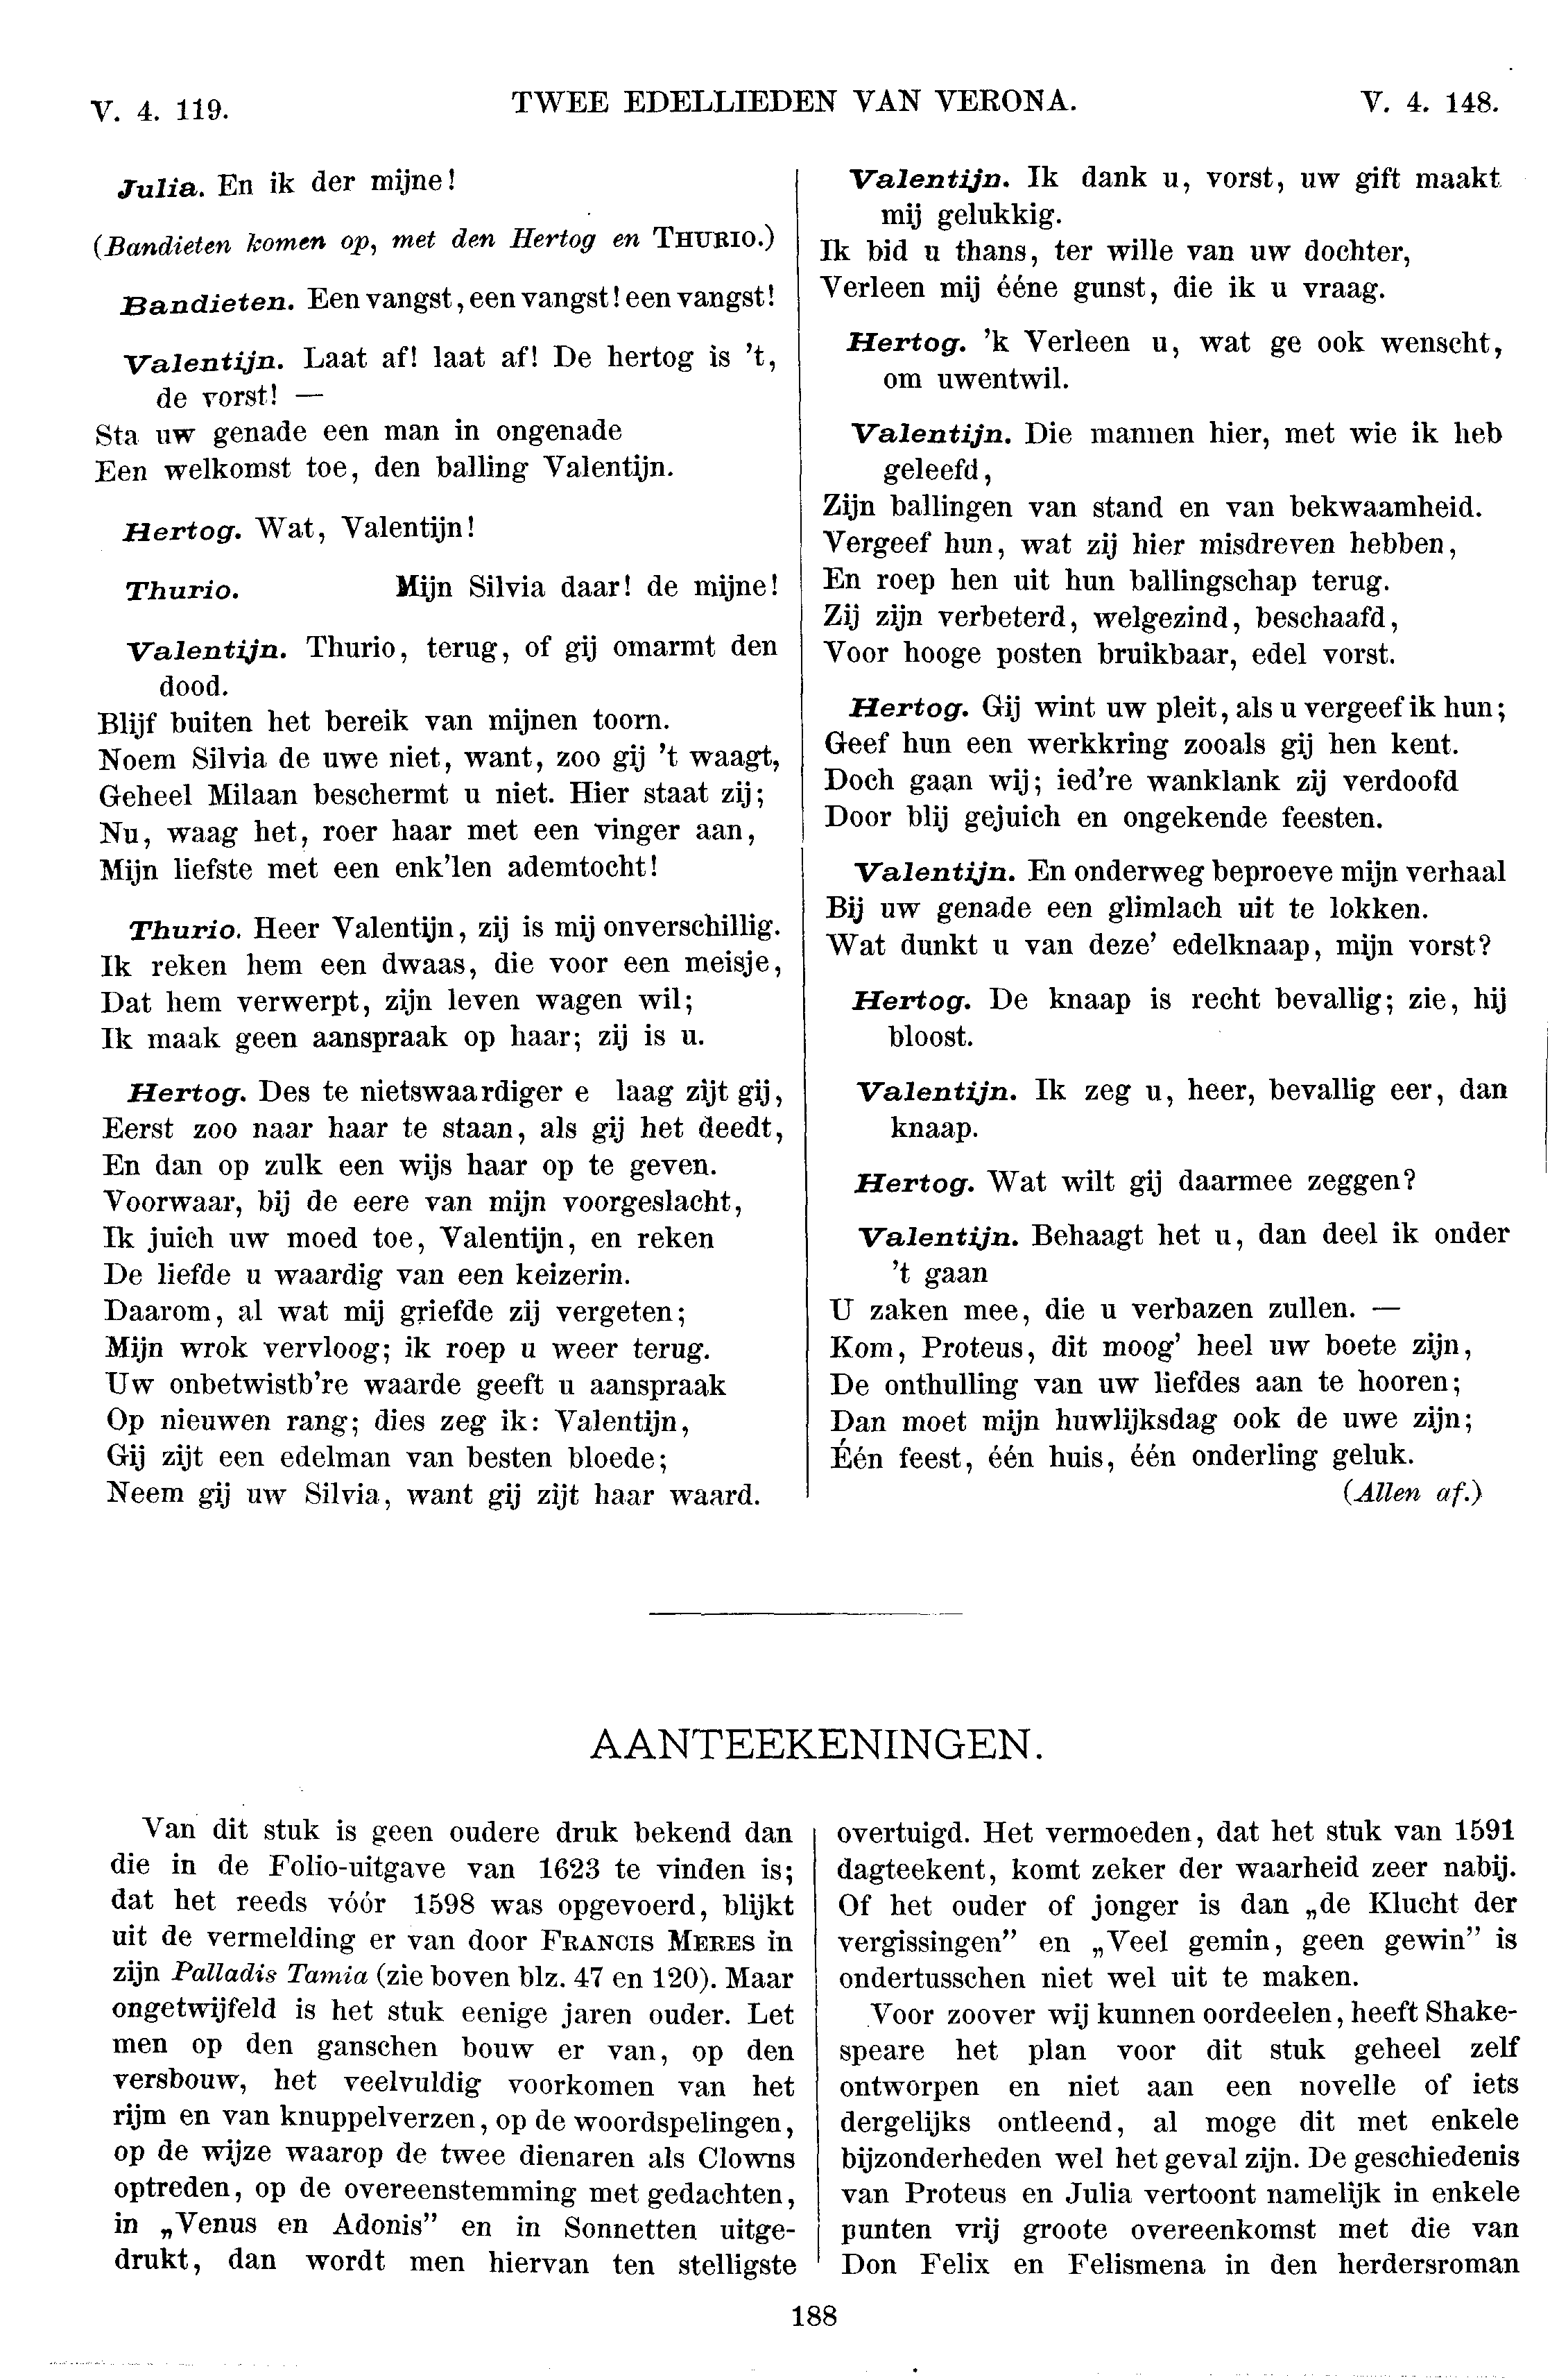 V. 4. 119.
TWEE EDELLIEDEN VAN VERONA.
V. 4. 148.
Julia. En ik der mijne!
(Bandieten komen op, met den Hertog en THURIO.)
Bandieten. Een vangst, een vangst! een vangst!
Valentijn. Laat af! laat af! De hertog is 't,
de vorst! —
Sta uw genade een man in ongenade
Een welkomst toe, den balling Valentijn.
Hertog. Wat, Valentijn!
Thurio. Mijn Silvia daar! de mijne!
Valentijn. Thurio, terug, of gij omarmt den
dood.
Blijf buiten het bereik van mijnen toorn.
Noem Silvia de uwe niet, want, zoo gij 't waagt,
Geheel Milaan beschermt u niet. Hier staat zij;
Nu, waag het, roer haar met een vinger aan,
Mijn liefste met een enk'len ademtocht!
Thurio. Heer Valentijn, zij is mij onverschillig.
Ik reken hem een dwaas, die voor een meisje,
Dat hem verwerpt, zijn leven wagen wil;
Ik maak geen aanspraak op haar; zij is u.
Hertog. Des te nietswaardiger e laag zijt gij,
Eerst zoo naar haar te staan, als gij het deedt,
En dan op zulk een wijs haar op te geven.
Voorwaar, bij de eere van mijn voorgeslacht,
Ik juich uw moed toe, Valentijn, en reken
De liefde u waardig van een keizerin.
Daarom, al wat mij griefde zij vergeten;
Mijn wrok vervloog; ik roep u weer terug.
Uw onbetwistb're waarde geeft u aanspraak
Op nieuwen rang; dies zeg ik: Valentijn,
Gij zijt een edelman van besten bloede;
Neem gij uw Silvia, want gij zijt haar waard.
Valentijn. Ik dank u, vorst, uw gift maakt
mij gelukkig.
Ik bid u thans, ter wille van uw dochter,
Verleen mij ééne gunst, die ik u vraag.
Hertog. 'k Verleen u, wat ge ook wenscht,
om uwentwil.
Valentijn. Die mannen hier, met wie ik heb
geleefd,
Zijn ballingen van stand en van bekwaamheid.
Vergeef hun, wat zij hier misdreven hebben,
En roep hen uit hun ballingschap terug.
Zij zijn verbeterd, welgezind, beschaafd,
Voor hooge posten bruikbaar, edel vorst.
Hertog. Gij wint uw pleit, als u vergeef ik hun;
Geef hun een werkkring zooals gij hen kent.
Doch gaan wij; ied're wanklank zij verdoofd
Door blij gejuich en ongekende feesten.
Valentijn. En onderweg beproeve mijn verhaal
Bij uw genade een glimlach uit te lokken.
Wat dunkt u van deze' edelknaap, mijn vorst?
Hertog. De knaap is recht bevallig; zie, hij
bloost.
Valentijn. Ik zeg u, heer, bevallig eer, dan
knaap.
Hertog. Wat wilt gij daarmee zeggen?
Valentijn. Behaagt het u, dan deel ik onder
't gaan
U zaken mee, die u verbazen zullen. —
Kom, Proteus, dit moog' heel uw boete zijn,
De onthulling van uw liefdes aan te hooren;
Dan moet mijn huwlijksdag ook de uwe zijn;
Één feest, één huis, één onderling geluk.
(Allen af.)
AANTEEKENINGEN.
Van dit stuk is geen oudere druk bekend dan
die in de Folio-uitgave van 1623 te vinden is;
dat het reeds vóór 1598 was opgevoerd, blijkt
uit de vermelding er van door FRANCIS MERES in
zijn Palladis Tamia (zie boven blz. 47 en 120). Maar
ongetwijfeld is het stuk eenige jaren ouder. Let
men op den ganschen bouw er van, op den
versbouw, het veelvuldig voorkomen van het
rijm en van knuppelverzen, op de woordspelingen,
op de wijze waarop de twee dienaren als Clowns
optreden, op de overeenstemming met gedachten,
in „Venus en Adonis” en in Sonnetten uitge-
drukt, dan wordt men hiervan ten stelligste
overtuigd. Het vermoeden, dat het stuk van 1591
dagteekent, komt zeker der waarheid zeer nabij.
Of het ouder of jonger is dan „de Klucht der
vergissingen” en „Veel gemin, geen gewin” is
ondertusschen niet wel uit te maken.
Voor zoover wij kunnen oordeelen, heeft Shake-
speare het plan voor dit stuk geheel zelf
ontworpen en niet aan een novelle of iets
dergelijks ontleend, al moge dit met enkele
bijzonderheden wel het geval zijn. De geschiedenis
van Proteus en Julia vertoont namelijk in enkele
punten vrij groote overeenkomst met die van
Don Felix en Felismena in den herdersroman
188